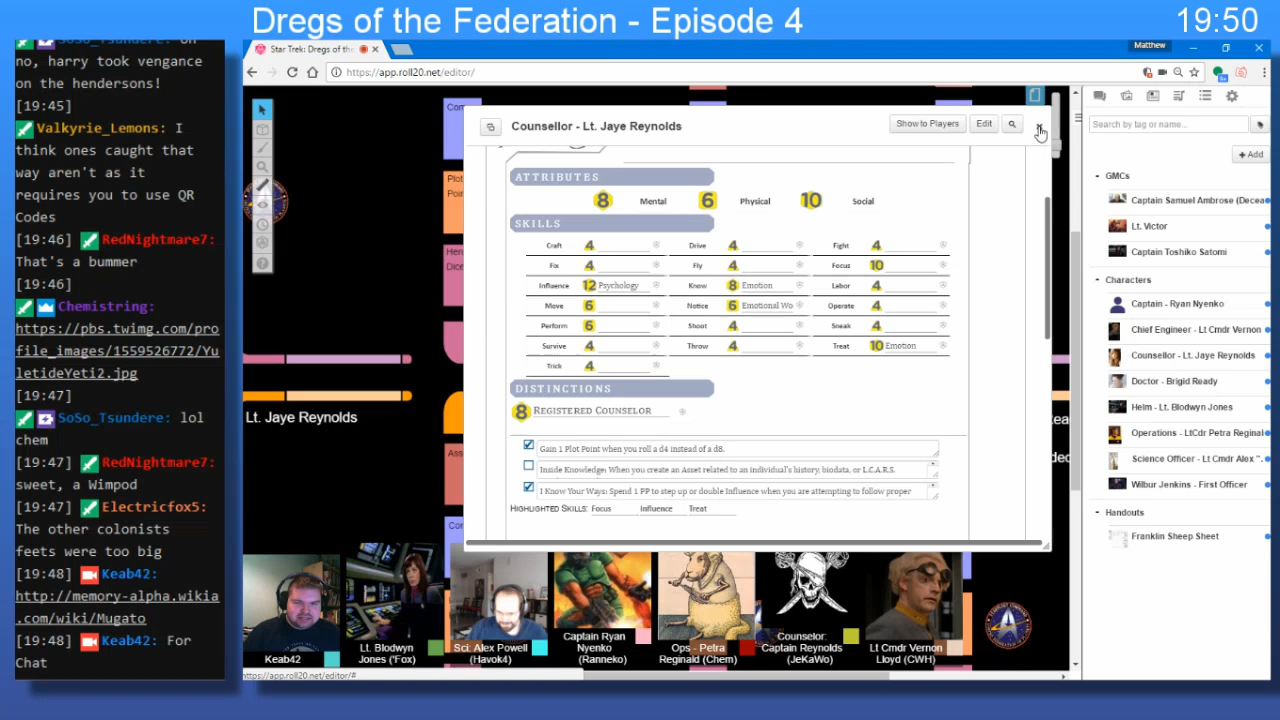 Dregs of the Federation - Episode 4
19:50
no, harry took vengance
on the hendersons!
[19:45]
Valkyrie_Lemons: I
think ones caught that
way aren't as it
requires you to use QR
Codes
[19:46] RedNightmare7:
That's a bummer
[19:46]
Chemistring:
https://pbs.twimg.com/pro
file_images/1559526772/Yu
letideYeti2.jpg
[19:47]
SoSo_Tsundere: lol
chem
[19:47] RedNightmare7:
sweet, a Wimpod
[19:47] Electricfox5:
The other colonists
feets were too big
[19:48] Keab42:
http://memory-alpha.wikia
.com/wiki/Mugato
[19:48] Keab42: For
Chat
Star Trek: Dregs of the
Matthew
https://app.roll20.net/editor/
Counsellor - Lt. Jaye Reynolds
Show to Players
Edit
ATTRIBUTES
8 Mental 6 Physical 10 Social
SKILLS
Craft 4 Drive 4 Fight 4
Fix 4 Fly 4 Focus 10
Influence 12 Psychology Know 8 Emotion Labor 4
Move 6 Notice 6 Emotional Wo Operate 4
Perform 6 Shoot 4 Sneak 4
Survive 4 Throw 4 Treat 10 Emotion
Trick 4
DISTINCTIONS
8 REGISTERED COUNSELOR
Gain 1 Plot Point when you roll a d4 instead of a d8.
Inside Knowledge: When you create an Asset related to an individual's history, biodata, or L.C.A.R.S.
I Know Your Ways: Spend 1 PP to step up or double Influence when you are attempting to follow proper
HIGHLIGHTED SKILLS: Focus Influence Treat
Plot
Poin
Hero
Dice
Lt. Jaye Reynolds
Search by tag or name...
+ Add
GMCs
Captain Samuel Ambrose (Decea
Lt. Victor
Captain Toshiko Satomi
Characters
Captain - Ryan Nyenko
Chief Engineer - Lt Cmdr Vernon
Counsellor - Lt. Jaye Reynolds
Doctor - Brigid Ready
Helm - Lt. Blodwyn Jones
Operations - LtCdr Petra Reginal
Science Officer - Lt Cmdr Alex ".
Wilbur Jenkins - First Officer
Handouts
Franklin Sheep Sheet
Keab42
Lt. Blodwyn
Jones ('Fox)
Sci: Alex Powell
(Havok4)
Captain Ryan
Nyenko
(Ranneko)
Ops - Petra
Reginald (Chem)
Counselor:
Captain Reynolds
(JeKaWo)
Lt Cmdr Vernon
Lloyd (CWH)
https://app.roll20.net/editor/#